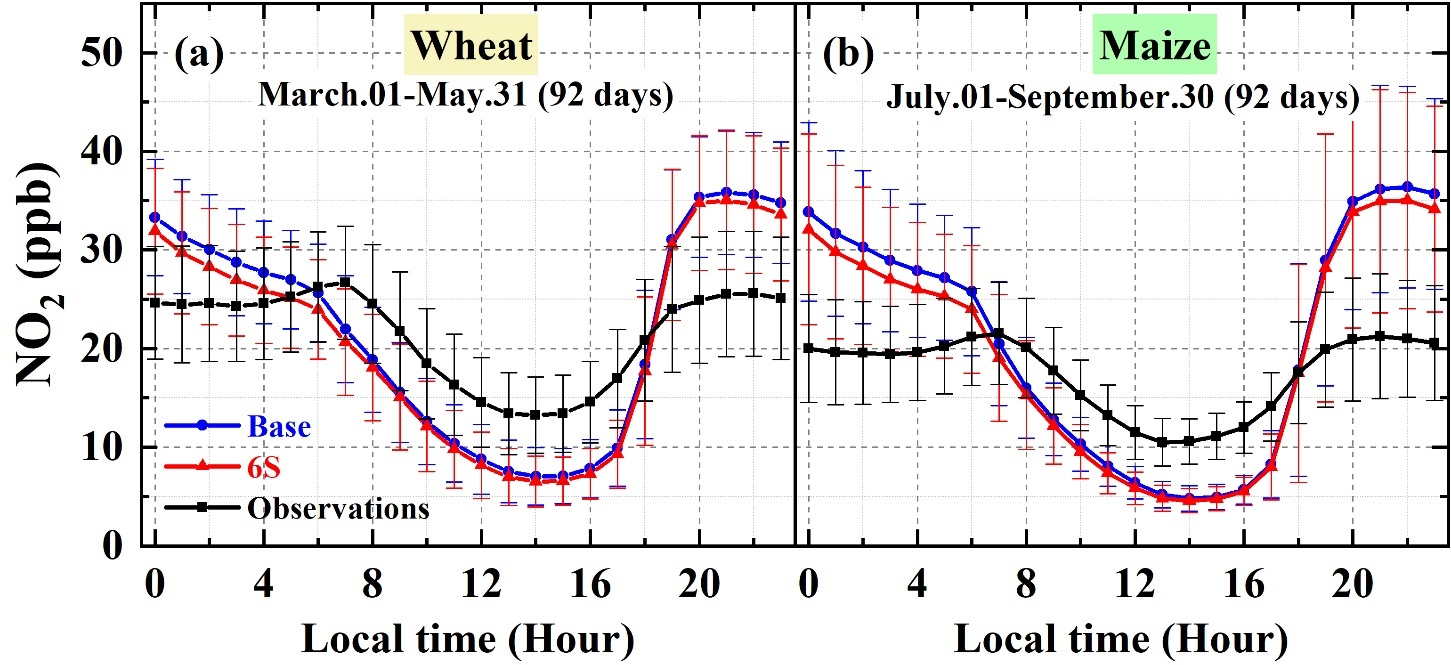 (a) Wheat
March.01-May.31 (92 days)
(b) Maize
July.01-September.30 (92 days)
NO₂ (ppb)
50
40
30
20
10
0
Base
6S
Observations
0 4 8 12 16 20
0 4 8 12 16 20
Local time (Hour)
Local time (Hour)